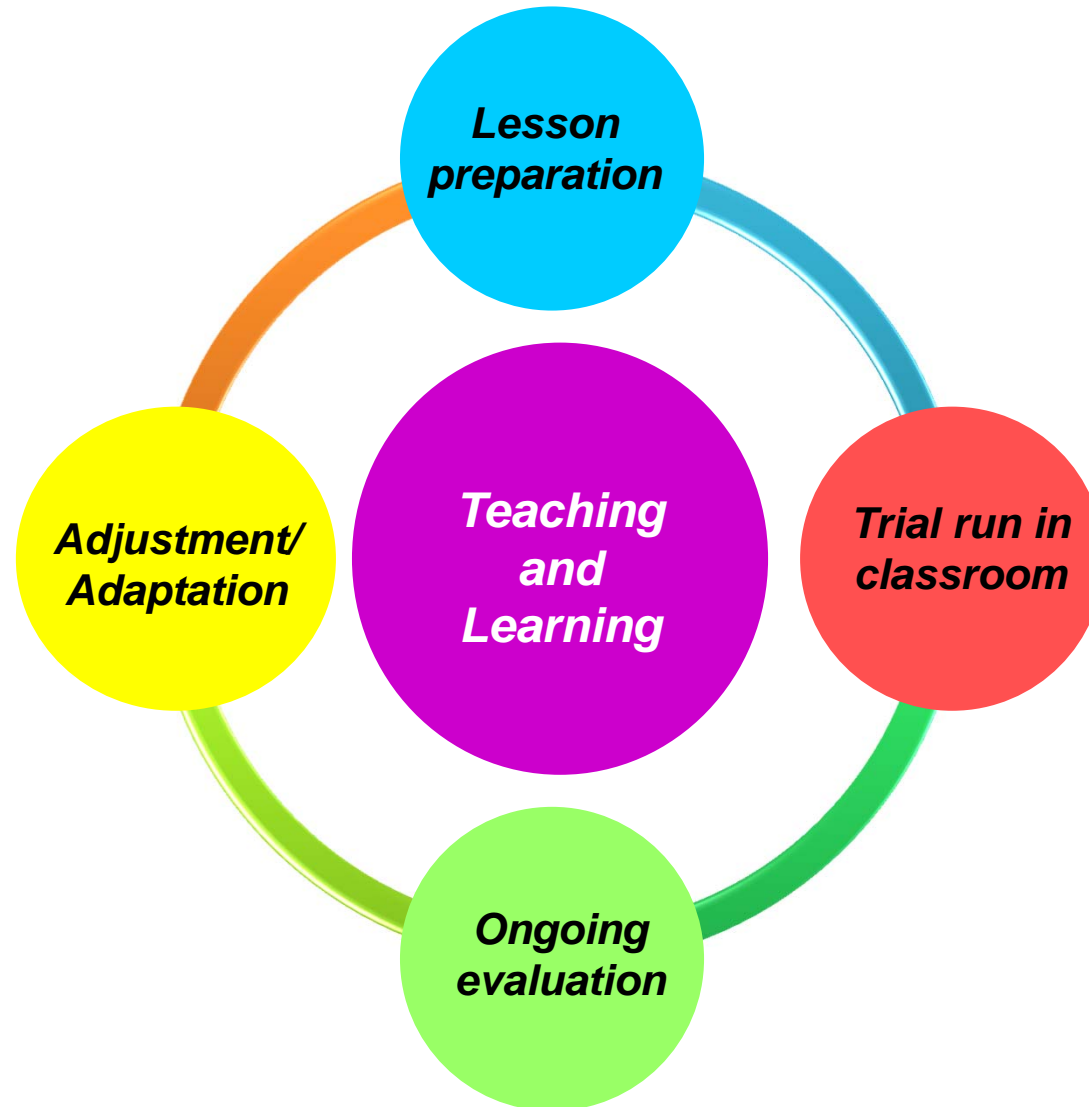 Lesson
preparation
Teaching
and
Learning
Adjustment/
Adaptation
Trial run in
classroom
Ongoing
evaluation